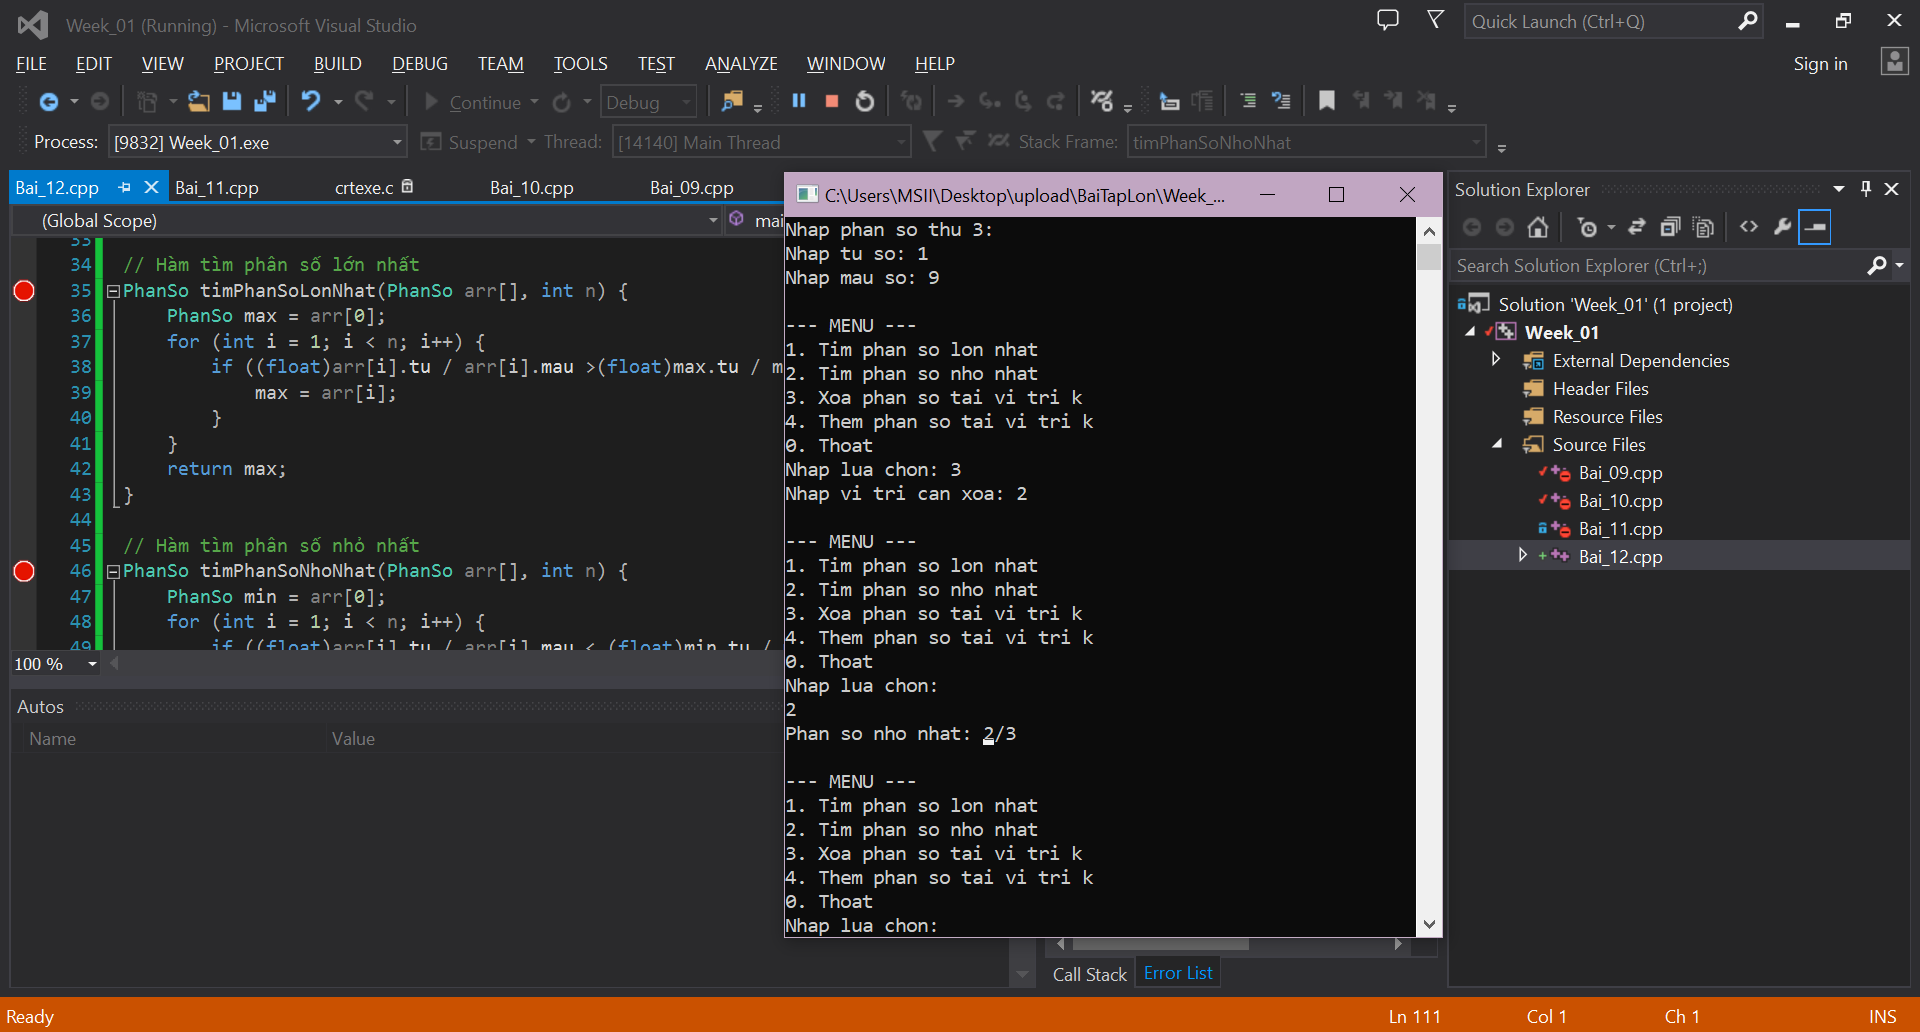 Week_01 (Running) - Microsoft Visual Studio
Quick Launch (Ctrl+Q)
FILE EDIT VIEW PROJECT BUILD DEBUG TEAM TOOLS TEST ANALYZE WINDOW HELP
Sign in
Continue Debug
Process: [9832] Week_01.exe Suspend Thread: [14140] Main Thread Stack Frame: timPhanSoNhoNhat
Bai_12.cpp Bai_11.cpp crtexe.c Bai_10.cpp Bai_09.cpp
(Global Scope) mai
33
34 // Hàm tìm phân số lớn nhất
35 PhanSo timPhanSoLonNhat(PhanSo arr[], int n) {
36 PhanSo max = arr[0];
37 for (int i = 1; i < n; i++) {
38 if ((float)arr[i].tu / arr[i].mau >(float)max.tu / m
39 max = arr[i];
40 }
41 }
42 return max;
43 }
44
45 // Hàm tìm phân số nhỏ nhất
46 PhanSo timPhanSoNhoNhat(PhanSo arr[], int n) {
47 PhanSo min = arr[0];
48 for (int i = 1; i < n; i++) {
49 if ((float)arr[i].tu / arr[i].mau < (float)min.tu /
100 %
Autos
Name Value
C:\Users\MSII\Desktop\upload\BaiTapLon\Week_...
Nhap phan so thu 3:
Nhap tu so: 1
Nhap mau so: 9
--- MENU ---
1. Tim phan so lon nhat
2. Tim phan so nho nhat
3. Xoa phan so tai vi tri k
4. Them phan so tai vi tri k
0. Thoat
Nhap lua chon: 3
Nhap vi tri can xoa: 2
--- MENU ---
1. Tim phan so lon nhat
2. Tim phan so nho nhat
3. Xoa phan so tai vi tri k
4. Them phan so tai vi tri k
0. Thoat
Nhap lua chon:
2
Phan so nho nhat: 2/3
--- MENU ---
1. Tim phan so lon nhat
2. Tim phan so nho nhat
3. Xoa phan so tai vi tri k
4. Them phan so tai vi tri k
0. Thoat
Nhap lua chon:
Call Stack Error List
Solution Explorer
Search Solution Explorer (Ctrl+;)
Solution 'Week_01' (1 project)
Week_01
External Dependencies
Header Files
Resource Files
Source Files
Bai_09.cpp
Bai_10.cpp
Bai_11.cpp
Bai_12.cpp
Ready Ln 111 Col 1 Ch 1 INS